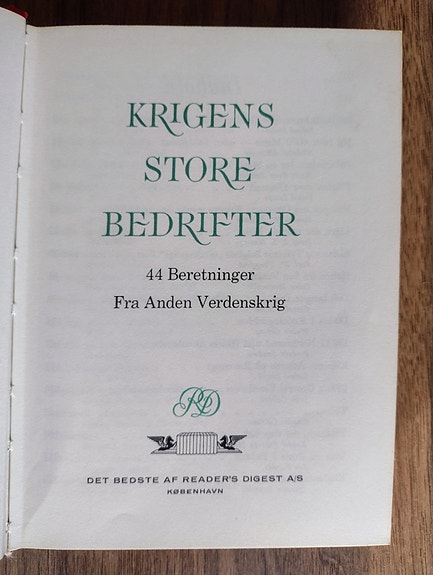 KRIGENS
STORE
BEDRIFTER
44 Beretninger
Fra Anden Verdenskrig
RD
DET BEDSTE AF READER'S DIGEST A/S
KØBENHAVN